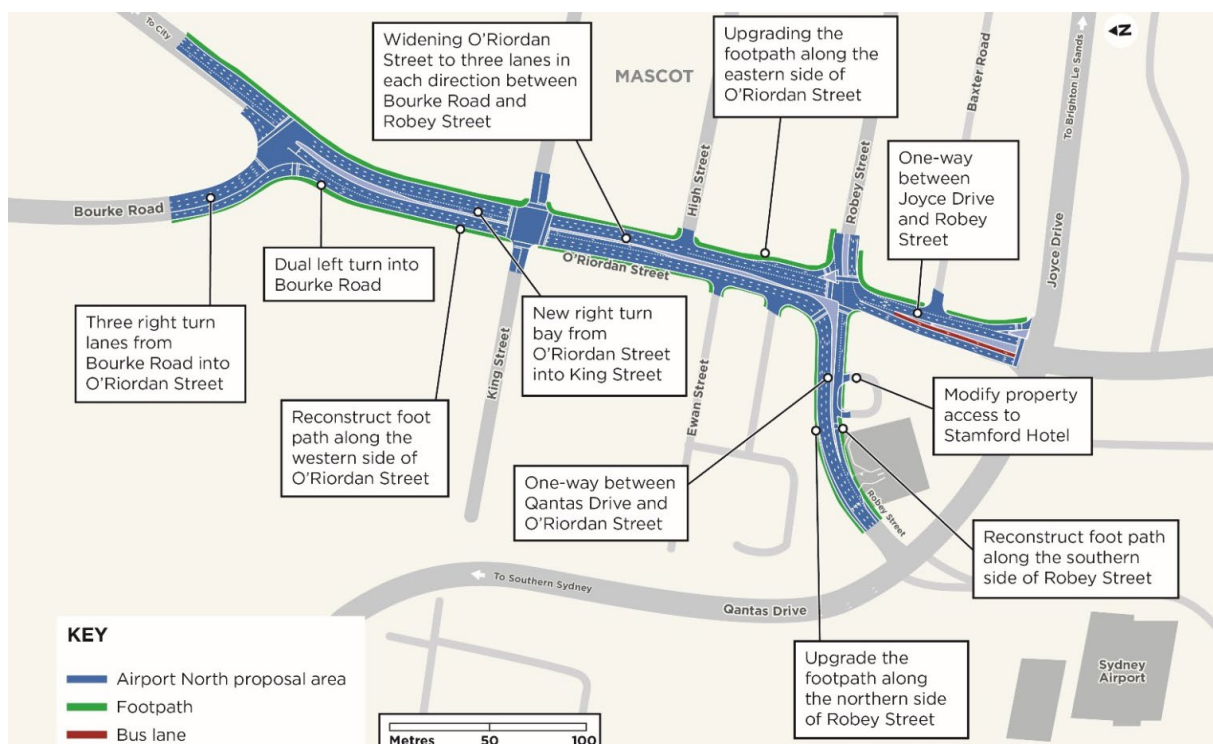 To City
Widening O'Riordan
Street to three lanes in
each direction between
Bourke Road and
Robey Street
MASCOT
Upgrading the
footpath along the
eastern side of
O'Riordan Street
Baxter Road
To Brighton Le Sands
N
One-way
between
Joyce Drive
and Robey
Street
High Street
Robey Street
Joyce Drive
Bourke Road
O'Riordan Street
Dual left turn into
Bourke Road
Three right turn
lanes from
Bourke Road into
O'Riordan Street
New right turn
bay from
O'Riordan Street
into King Street
King Street
Ewan Street
Reconstruct foot
path along the
western side of
O'Riordan Street
Modify property
access to
Stamford Hotel
One-way between
Qantas Drive and
O'Riordan Street
Robey Street
Reconstruct foot path
along the southern
side of Robey Street
To Southern Sydney
Qantas Drive
Upgrade the
footpath along
the northern side
of Robey Street
Sydney
Airport
KEY
Airport North proposal area
Footpath
Bus lane
Metres 50 100